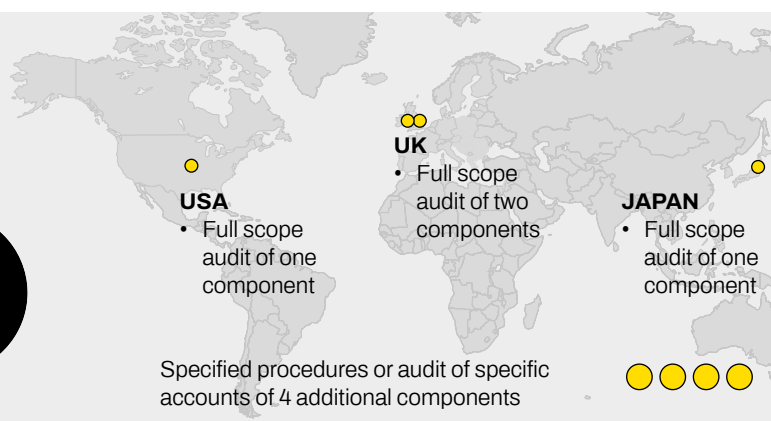 UK
• Full scope
audit of two
components
USA
• Full scope
audit of one
component
JAPAN
• Full scope
audit of one
component
Specified procedures or audit of specific
accounts of 4 additional components